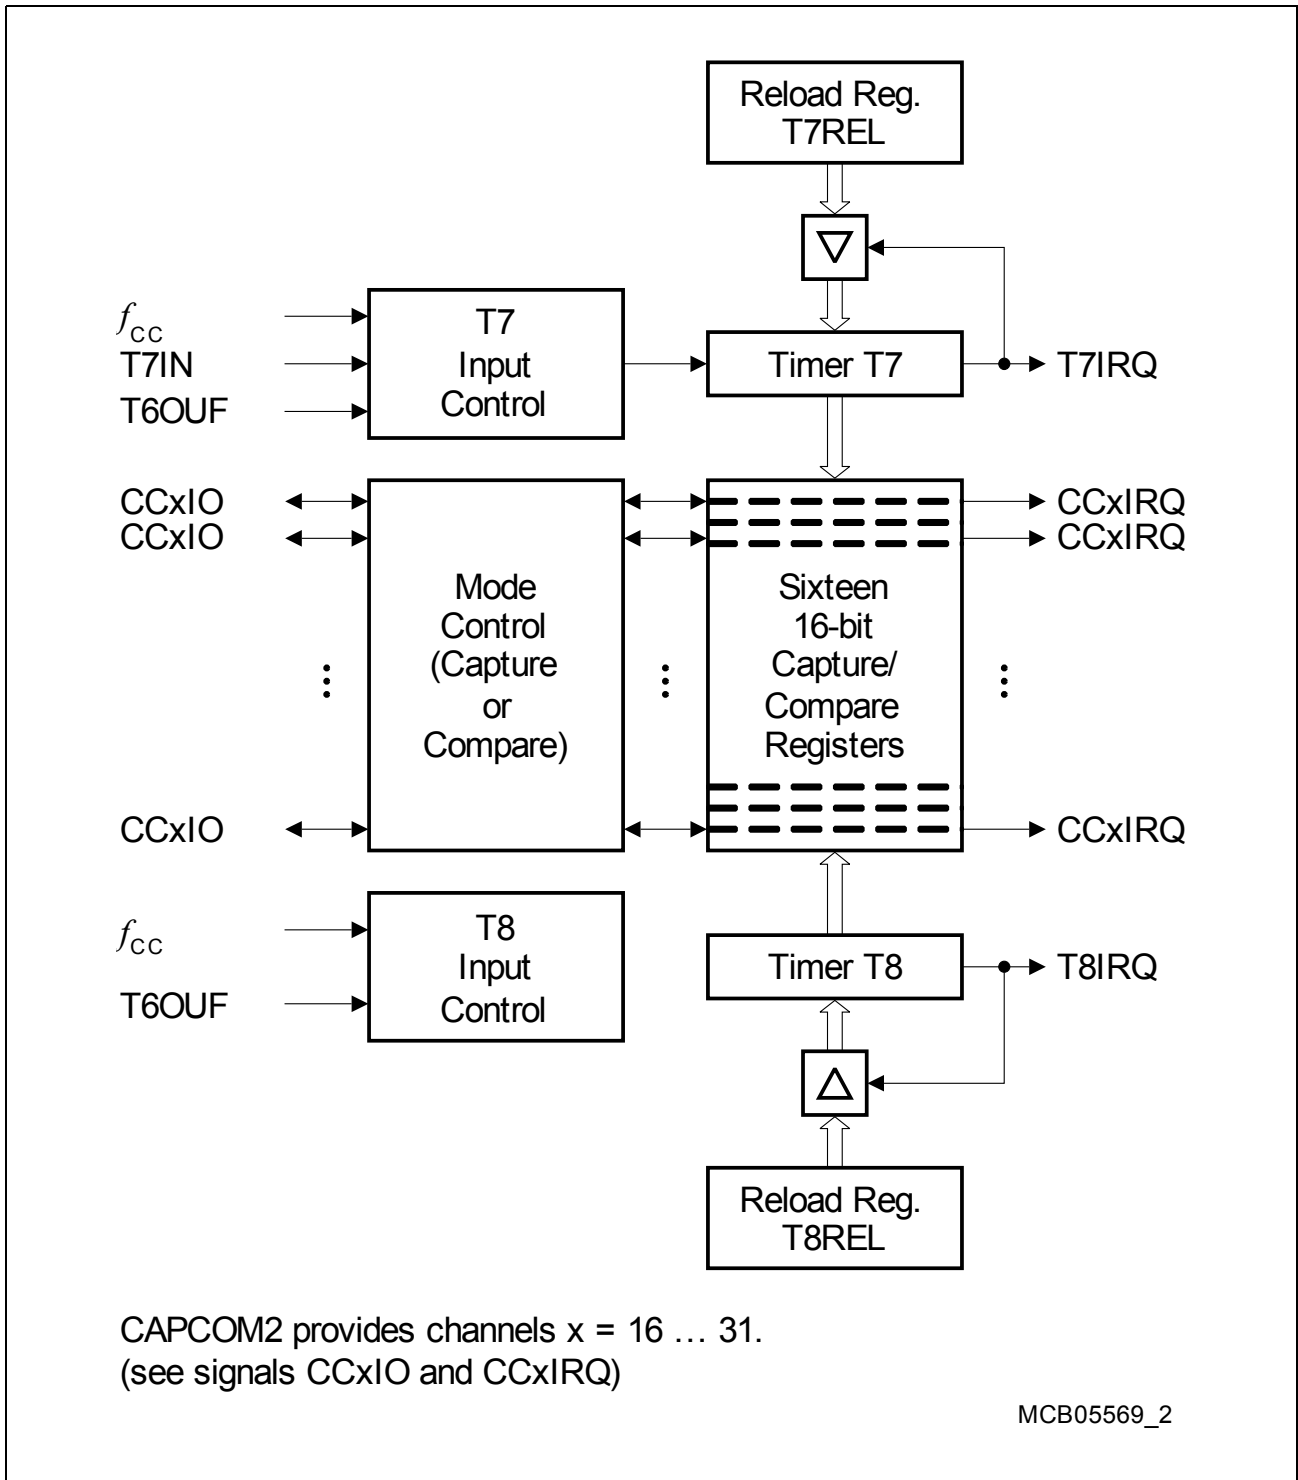 Reload Reg.
T7REL
fCC
T7IN
T6OUF
T7
Input
Control
Timer T7
T7IRQ
CCxIO
CCxIO
CCxIO
Mode
Control
(Capture
or
Compare)
Sixteen
16-bit
Capture/
Compare
Registers
CCxIRQ
CCxIRQ
CCxIRQ
fCC
T6OUF
T8
Input
Control
Timer T8
T8IRQ
Reload Reg.
T8REL
CAPCOM2 provides channels x = 16 … 31.
(see signals CCxIO and CCxIRQ)
MCB05569_2